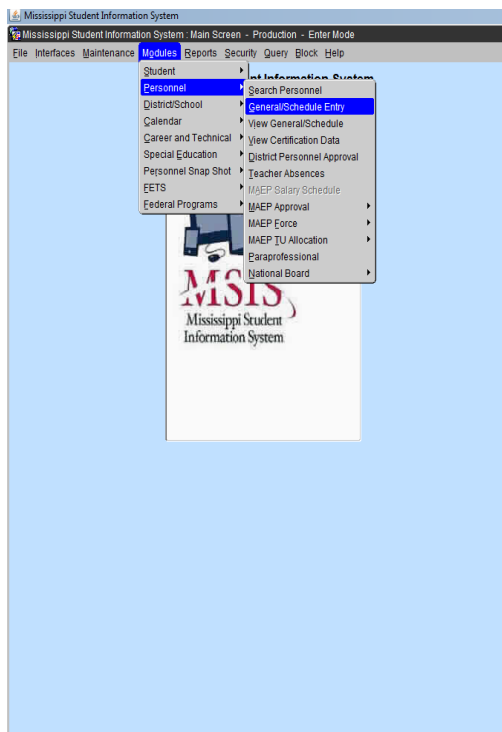 Mississippi Student Information System
Mississippi Student Information System : Main Screen - Production - Enter Mode
File Interfaces Maintenance Modules Reports Security Query Block Help
Student
Personnel
District/School
Calendar
Career and Technical
Special Education
Personnel Snap Shot
FETS
Federal Programs
nt Information System
Search Personnel
General/Schedule Entry
View General/Schedule
View Certification Data
District Personnel Approval
Teacher Absences
MAEP Salary Schedule
MAEP Approval
MAEP Force
MAEP TU Allocation
Paraprofessional
National Board
MSIS
Mississippi Student
Information System